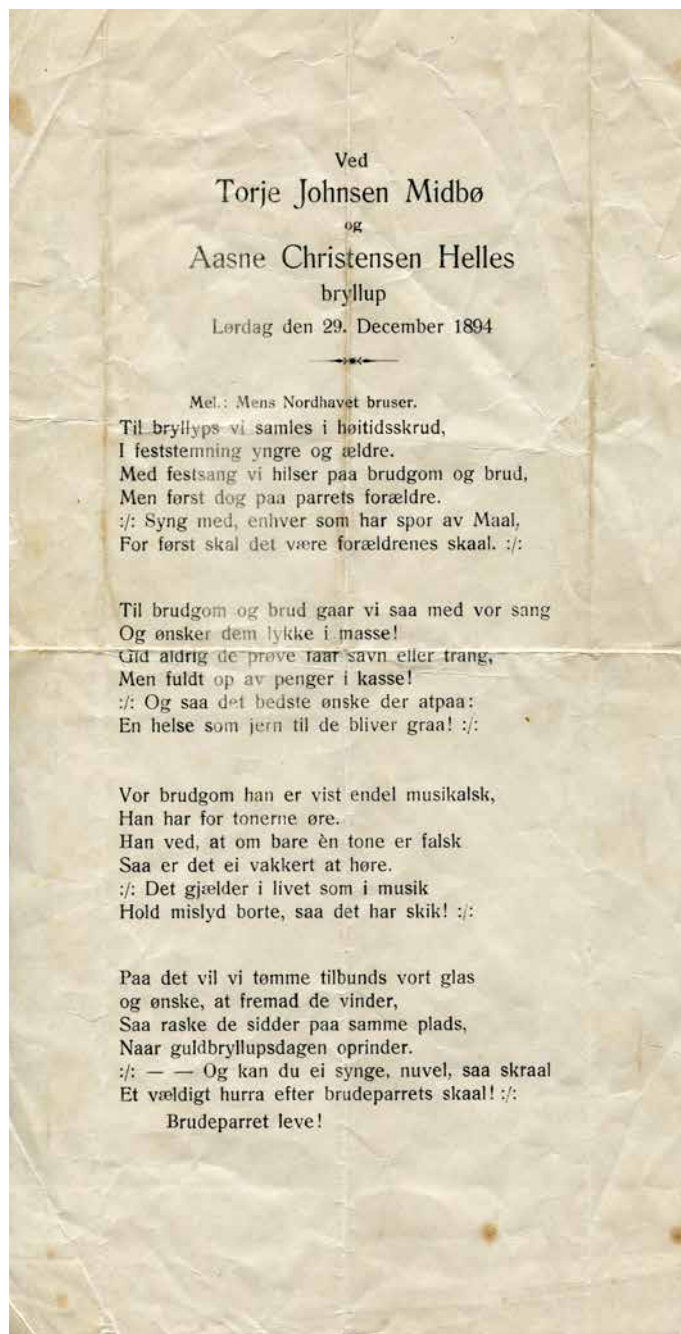 Ved
Torje Johnsen Midbø
og
Aasne Christensen Helles
bryllup
Lørdag den 29. December 1894
Mel.: Mens Nordhavet bruser.
Til bryllyps vi samles i høitidsskrud,
I feststemning yngre og ældre.
Med festsang vi hilser paa brudgom og brud,
Men først dog paa parrets forældre.
:/: Syng med, enhver som har spor av Maal,
For først skal det være forældrenes skaal. :/:
Til brudgom og brud gaar vi saa med vor sang
Og ønsker dem lykke i masse!
Gid aldrig de prøve faar savn eller trang,
Men fuldt op av penger i kasse!
:/: Og saa det bedste ønske der atpaa:
En helse som jern til de bliver graa! :/:
Vor brudgom han er vist endel musikalsk,
Han har for tonerne øre.
Han ved, at om bare èn tone er falsk
Saa er det ei vakkert at høre.
:/: Det gjælder i livet som i musik
Hold mislyd borte, saa det har skik! :/:
Paa det vil vi tømme tilbunds vort glas
og ønske, at fremad de vinder,
Saa raske de sidder paa samme plads,
Naar guldbryllupsdagen oprinder.
:/: — — Og kan du ei synge, nuvel, saa skraal
Et vældigt hurra efter brudeparrets skaal! :/:
Brudeparret leve!